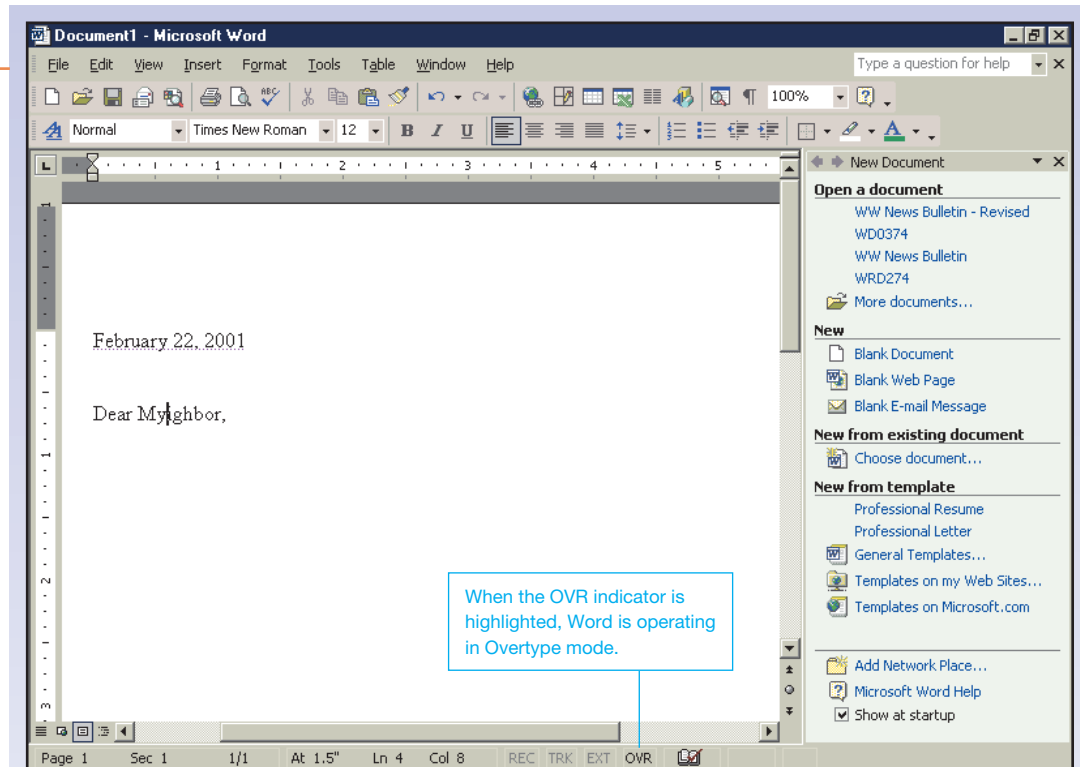 Document1 - Microsoft Word
File Edit View Insert Format Tools Table Window Help
Type a question for help
100%
Normal Times New Roman 12 B I U
1 2 3 4 5
New Document
Open a document
WW News Bulletin - Revised
WD0374
WW News Bulletin
WRD274
More documents...
New
Blank Document
Blank Web Page
Blank E-mail Message
New from existing document
Choose document...
New from template
Professional Resume
Professional Letter
General Templates...
Templates on my Web Sites...
Templates on Microsoft.com
Add Network Place...
Microsoft Word Help
Show at startup
February 22, 2001
Dear Myighbor,
When the OVR indicator is
highlighted, Word is operating
in Overtype mode.
Page 1 Sec 1 1/1 At 1.5" Ln 4 Col 8 REC TRK EXT OVR